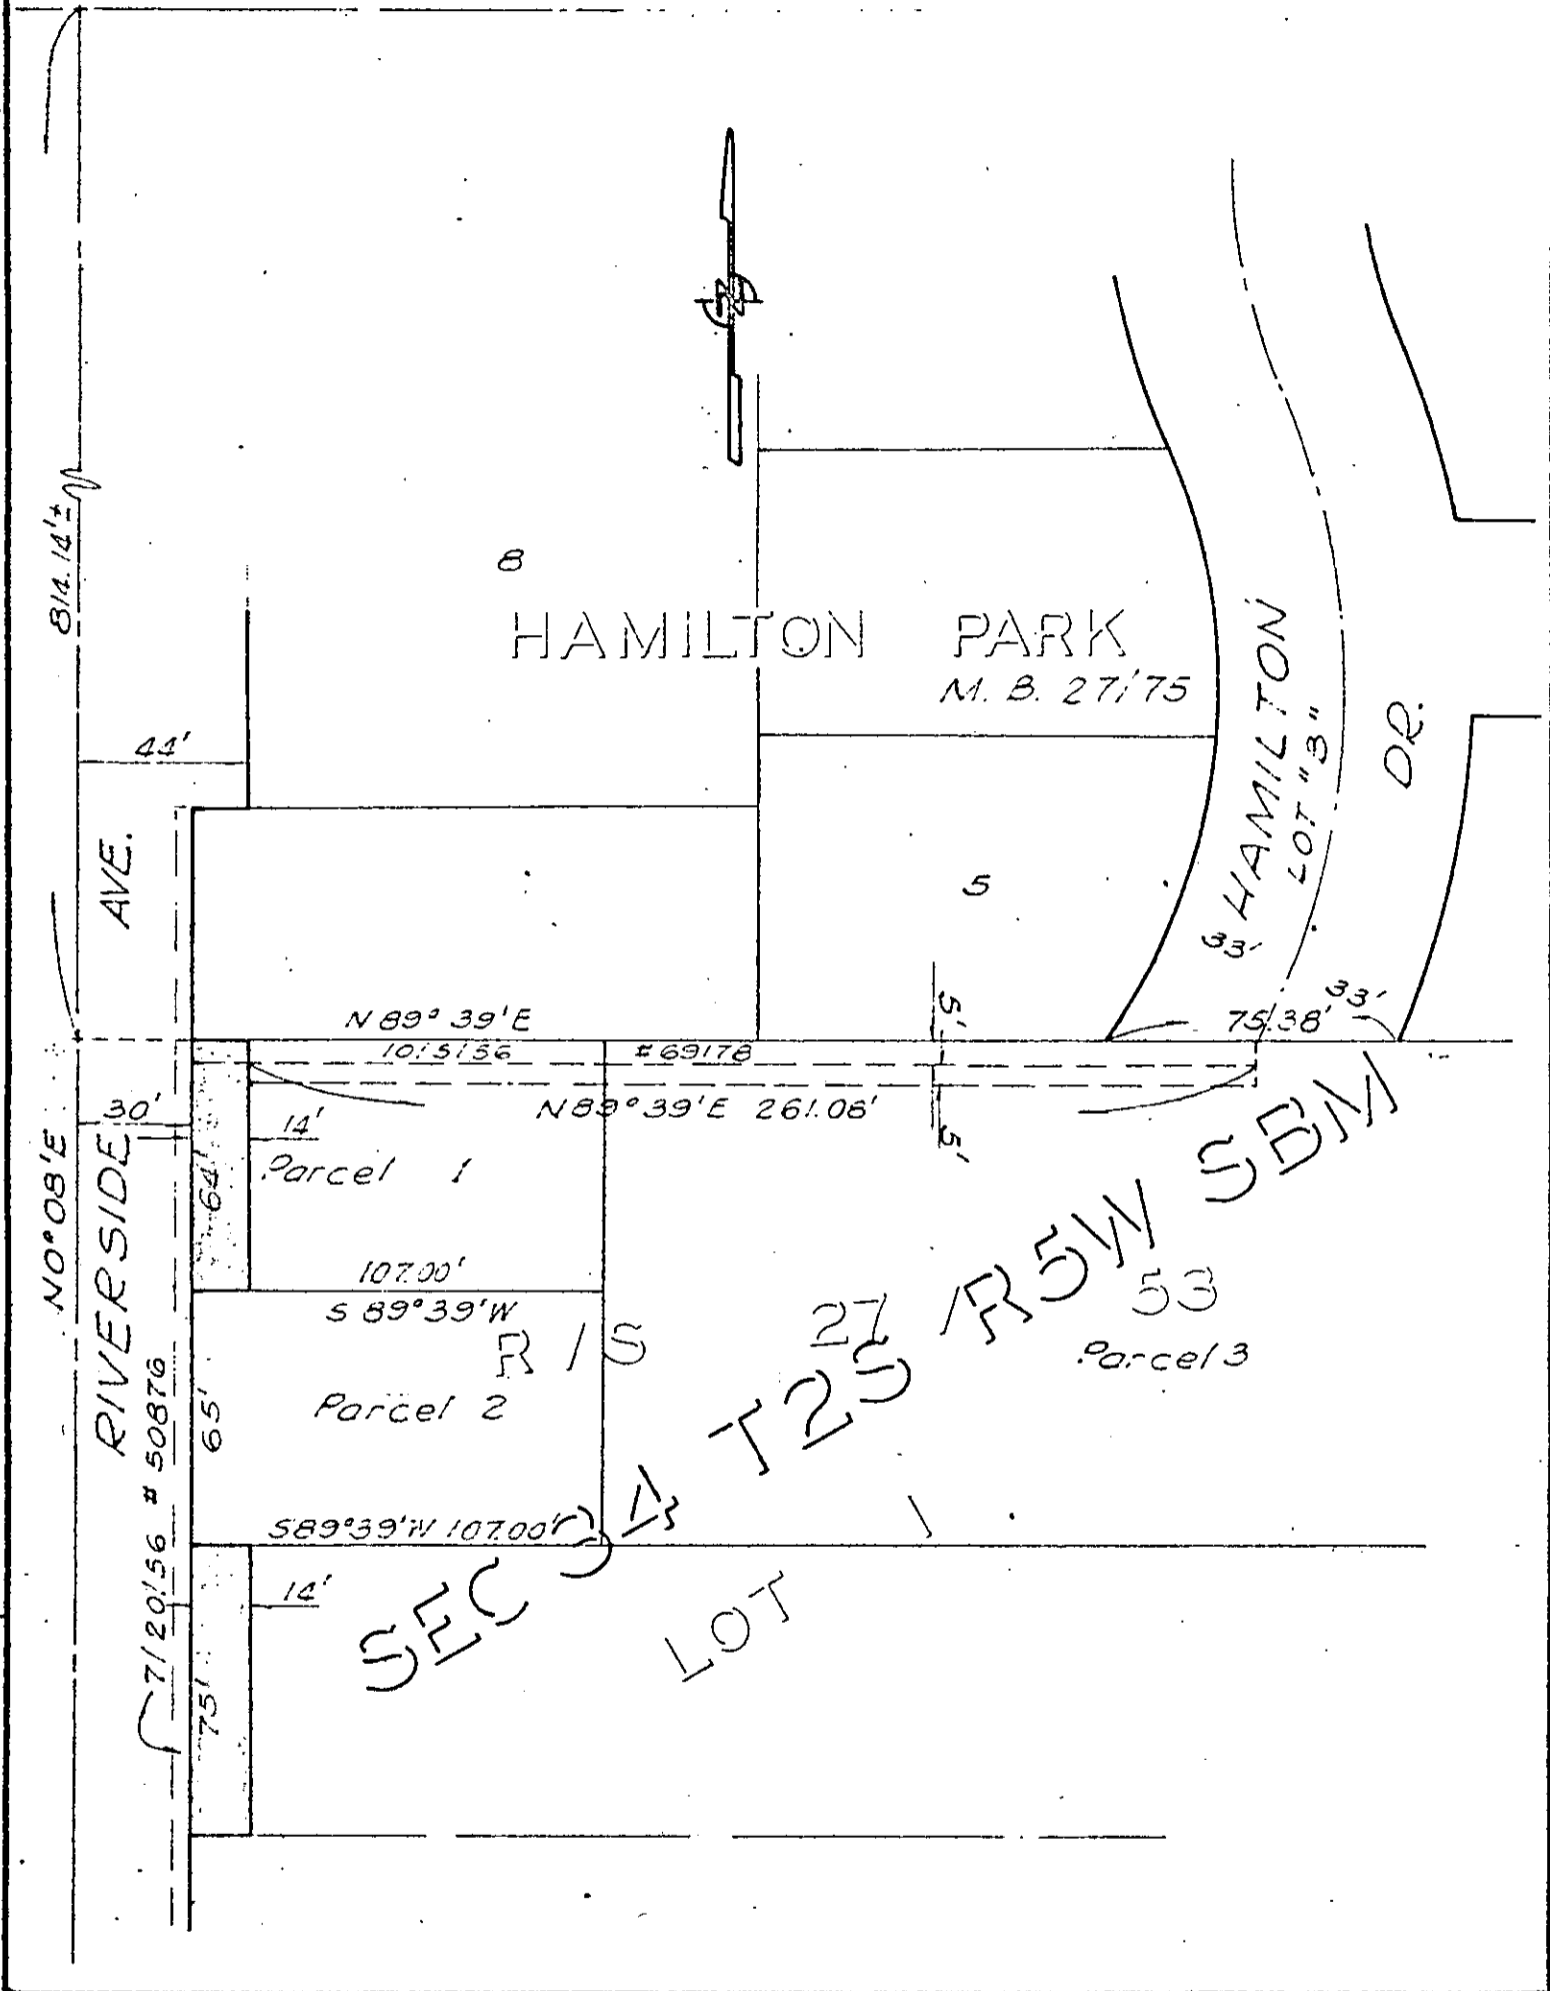 814.14'±
8
HAMILTON PARK
M. B. 27/75
44'
HAMILTON DR.
LOT "B"
AVE.
5
33'
33'
75.38'
N 89° 39' E
10/5/56 # 69178
5'
N 89° 39' E 261.06'
5'
30'
14'
N0°08'E
RIVERSIDE
64'
Parcel 1
107.00'
S 89° 39' W
R / S 27 / 53
Parcel 3
Parcel 2
65'
7/20/56 # 50876
S89°39'W 107.00'
SEC 34 T2S R5W SBM
LOT 1
14'
75'